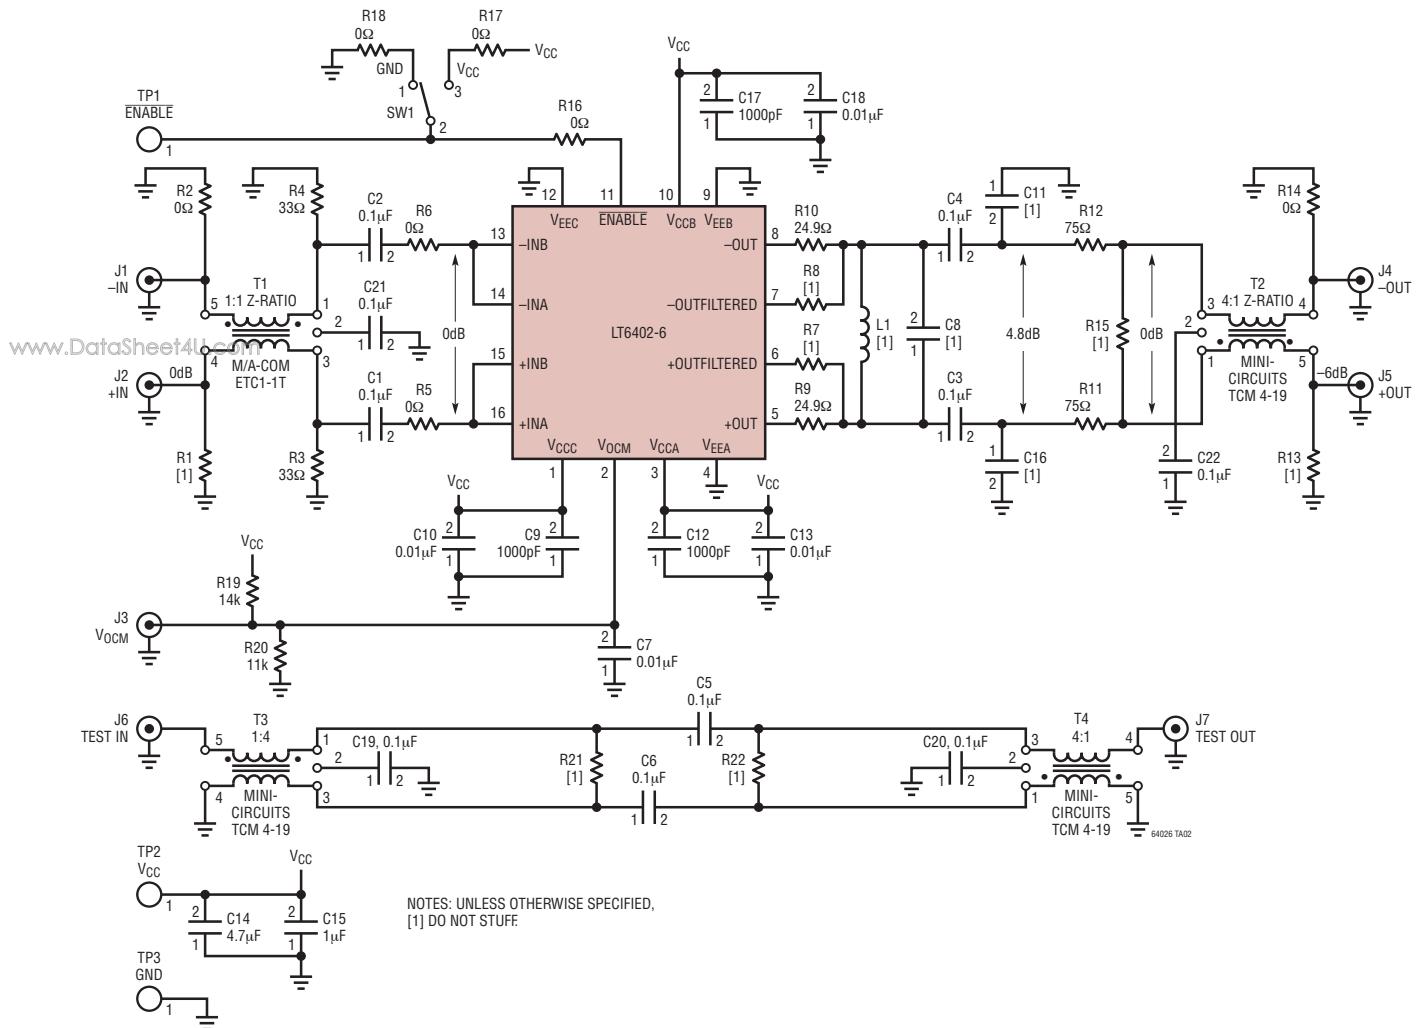 R18
0Ω
R17
0Ω
VCC
GND
VCC
1
3
SW1
2
TP1
ENABLE
1
R16
0Ω
VCC
2
C17
1000pF
1
2
C18
0.01µF
1
R2
0Ω
R4
33Ω
C2
0.1µF
1
2
R6
0Ω
12
11
10
9
VEEC
ENABLE
VCCB
VEEB
13
–INB
14
–INA
15
+INB
16
+INA
LT6402-6
–OUT
8
–OUTFILTERED
7
+OUTFILTERED
6
+OUT
5
VCCC
VOCM
VCCA
VEEA
1
2
3
4
R10
24.9Ω
R8
[1]
R7
[1]
R9
24.9Ω
L1
[1]
2
C8
[1]
1
C4
0.1µF
1
2
C3
0.1µF
1
2
1
C11
[1]
2
R12
75Ω
4.8dB
R15
[1]
0dB
R11
75Ω
1
C16
[1]
2
R14
0Ω
J4
–OUT
T2
4:1 Z-RATIO
3
4
2
1
5
MINI-
CIRCUITS
TCM 4-19
–6dB
J5
+OUT
2
C22
0.1µF
1
R13
[1]
J1
–IN
T1
1:1 Z-RATIO
5
1
2
4
3
M/A-COM
ETC1-1T
C21
0.1µF
1
2
0dB
www.DataSheet4U.com
J2
+IN
0dB
C1
0.1µF
1
2
R5
0Ω
R1
[1]
R3
33Ω
VCC
C10
0.01µF
2
1
C9
1000pF
2
1
VCC
2
C12
1000pF
1
2
C13
0.01µF
1
VCC
R19
14k
J3
VOCM
R20
11k
2
C7
0.01µF
1
J6
TEST IN
T3
1:4
5
1
2
4
3
MINI-
CIRCUITS
TCM 4-19
C19, 0.1µF
1
2
R21
[1]
C5
0.1µF
1
2
C6
0.1µF
1
2
R22
[1]
C20, 0.1µF
1
2
T4
4:1
3
4
2
1
5
MINI-
CIRCUITS
TCM 4-19
J7
TEST OUT
64026 TA02
TP2
VCC
1
VCC
2
C14
4.7µF
1
2
C15
1µF
1
NOTES: UNLESS OTHERWISE SPECIFIED,
[1] DO NOT STUFF.
TP3
GND
1